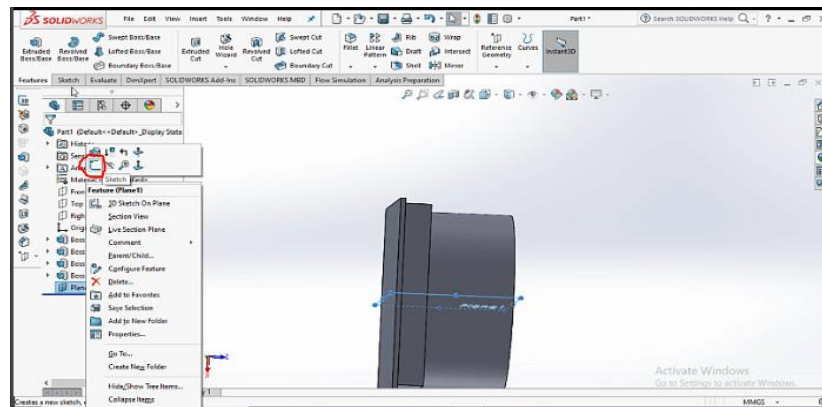 SOLIDWORKS File Edit View Insert Tools Window Help Part1 * Search SOLIDWORKS Help
Extruded Boss/Base Revolved Boss/Base Swept Boss/Base Lofted Boss/Base Boundary Boss/Base Extruded Cut Hole Wizard Revolved Cut Swept Cut Lofted Cut Boundary Cut Fillet Linear Pattern Rib Draft Shell Wrap Intersect Mirror Reference Geometry Curves Instant3D
Features Sketch Evaluate DimXpert SOLIDWORKS Add-Ins SOLIDWORKS MBD Flow Simulation Analysis Preparation
Part1 (Default<<Default>_Display State
Sketch
Feature (Plane1)
3D Sketch On Plane
Section View
Live Section Plane
Comment
Parent/Child...
Configure Feature
Delete...
Add to Favorites
Save Selection
Add to New Folder
Properties...
Go To...
Create New Folder
Hide/Show Tree Items...
Collapse Items
Top
Boss
Boss
Boss
Boss
Activate Windows
Go to Settings to activate Windows.
MMGS